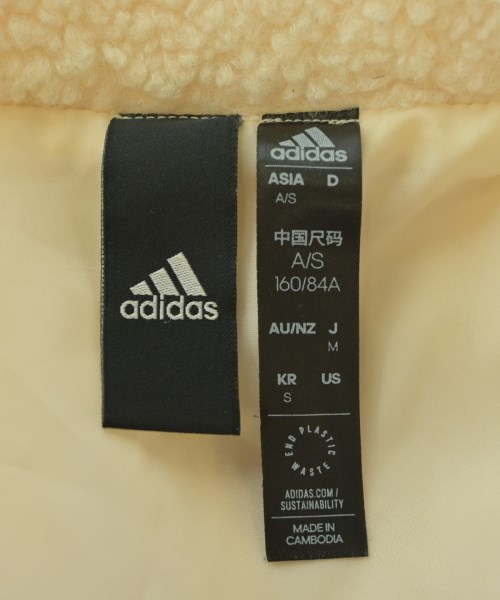 adidas
adidas
ASIA D
A/S
中国尺码
A/S
160/84A
AU/NZ J
M
KR US
S
END PLASTIC WASTE
ADIDAS.COM/
SUSTAINABILITY
MADE IN
CAMBODIA